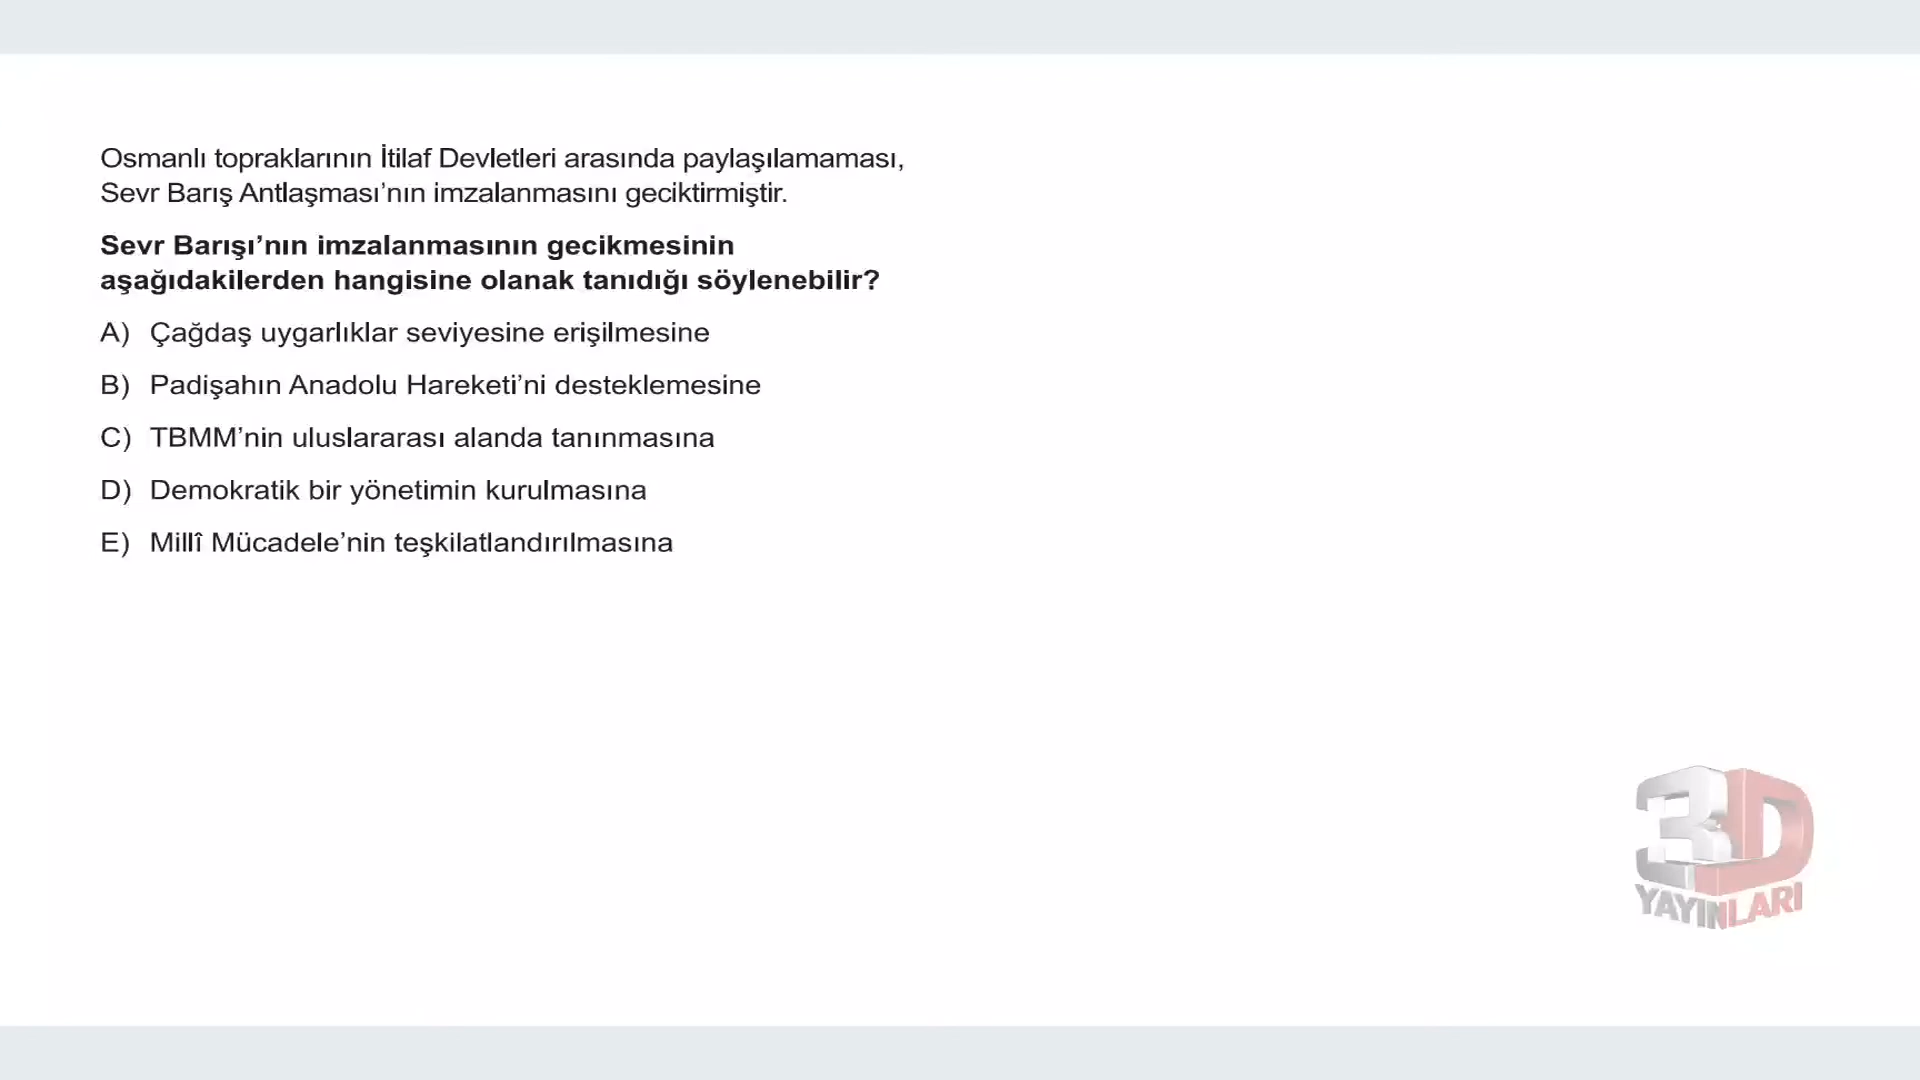 Osmanlı topraklarının İtilaf Devletleri arasında paylaşılamaması,
Sevr Barış Antlaşması’nın imzalanmasını geciktirmiştir.
Sevr Barışı’nın imzalanmasının gecikmesinin
aşağıdakilerden hangisine olanak tanıdığı söylenebilir?
A) Çağdaş uygarlıklar seviyesine erişilmesine
B) Padişahın Anadolu Hareketi’ni desteklemesine
C) TBMM’nin uluslararası alanda tanınmasına
D) Demokratik bir yönetimin kurulmasına
E) Millî Mücadele’nin teşkilatlandırılmasına
3D
YAYINLARI